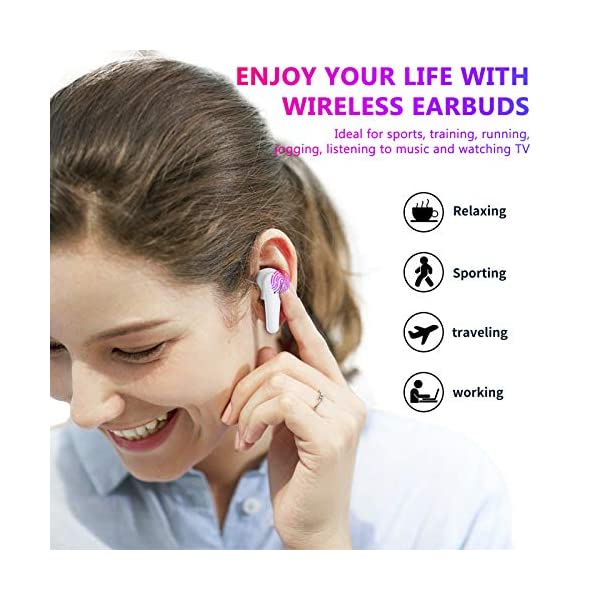 ENJOY YOUR LIFE WITH
WIRELESS EARBUDS
Ideal for sports, training, running,
jogging, listening to music and watching TV
Relaxing
Sporting
traveling
working